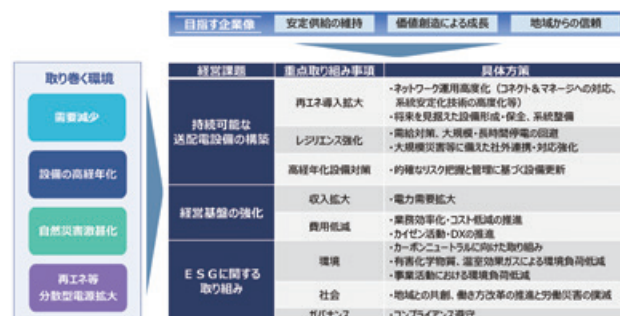 目指す企業像
安定供給の維持
価値創造による成長
地域からの信頼
取り巻く環境
需要減少
設備の高経年化
自然災害激甚化
再エネ等
分散型電源拡大
経営課題
重点取り組み事項
具体方策
持続可能な
送配電設備の構築
再エネ導入拡大
・ネットワーク運用高度化（コネクト＆マネージへの対応、
系統安定化技術の高度化等）
・将来を見据えた設備形成・保全、系統整備
レジリエンス強化
・需給対策、大規模・長時間停電の回避
・大規模災害等に備えた社外連携・対応強化
高経年化設備対策
・的確なリスク把握と管理に基づく設備更新
経営基盤の強化
収入拡大
・電力需要拡大
費用低減
・業務効率化・コスト低減の推進
・カイゼン活動・DXの推進
ＥＳＧに関する
取り組み
環境
・カーボンニュートラルに向けた取り組み
・有害化学物質、温室効果ガスによる環境負荷低減
・事業活動における環境負荷低減
社会
・地域との共創、働き方改革の推進と労働災害の撲滅
ガバナンス
・コンプライアンス遵守